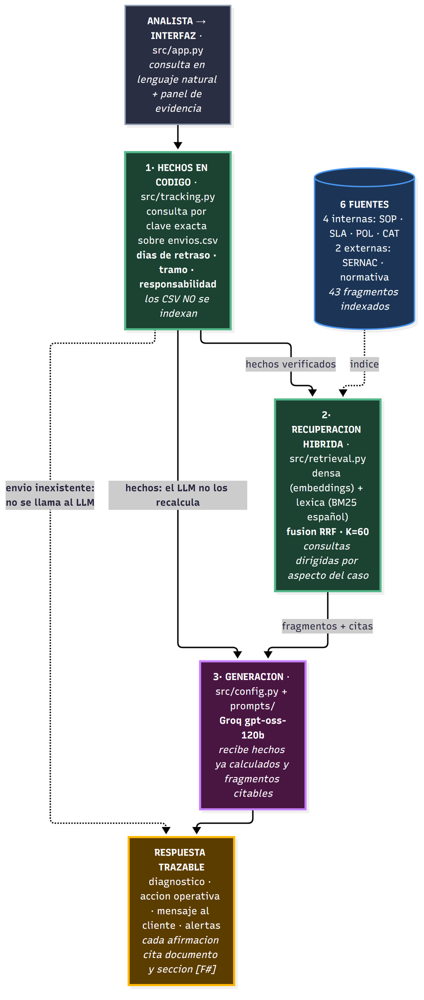 ANALISTA →
INTERFAZ ·
src/app.py
consulta en
lenguaje natural
+ panel de
evidencia
1· HECHOS EN
CODIGO ·
src/tracking.py
consulta por
clave exacta
sobre envios.csv
dias de retraso ·
tramo ·
responsabilidad
los CSV NO se
indexan
6 FUENTES
4 internas: SOP ·
SLA · POL · CAT
2 externas:
SERNAC ·
normativa
43 fragmentos
indexados
hechos verificados
indice
2·
RECUPERACION
HIBRIDA ·
src/retrieval.py
densa
(embeddings) +
lexica (BM25
español)
fusion RRF · K=60
consultas
dirigidas por
aspecto del caso
envio inexistente:
no se llama al LLM
hechos: el LLM no los
recalcula
fragmentos + citas
3· GENERACION ·
src/config.py +
prompts/
Groq gpt-oss-
120b
recibe hechos
ya calculados y
fragmentos
citables
RESPUESTA
TRAZABLE
diagnostico ·
accion operativa
· mensaje al
cliente · alertas
cada afirmacion
cita documento
y seccion [F#]